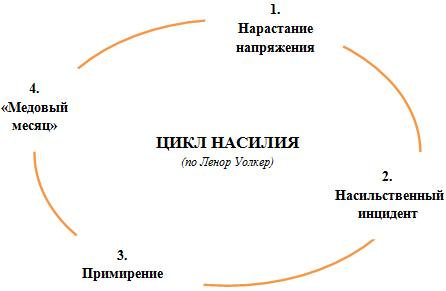 1.
Нарастание
напряжения
4.
«Медовый
месяц»
ЦИКЛ НАСИЛИЯ
(по Ленор Уолкер)
2.
Насильственный
инцидент
3.
Примирение